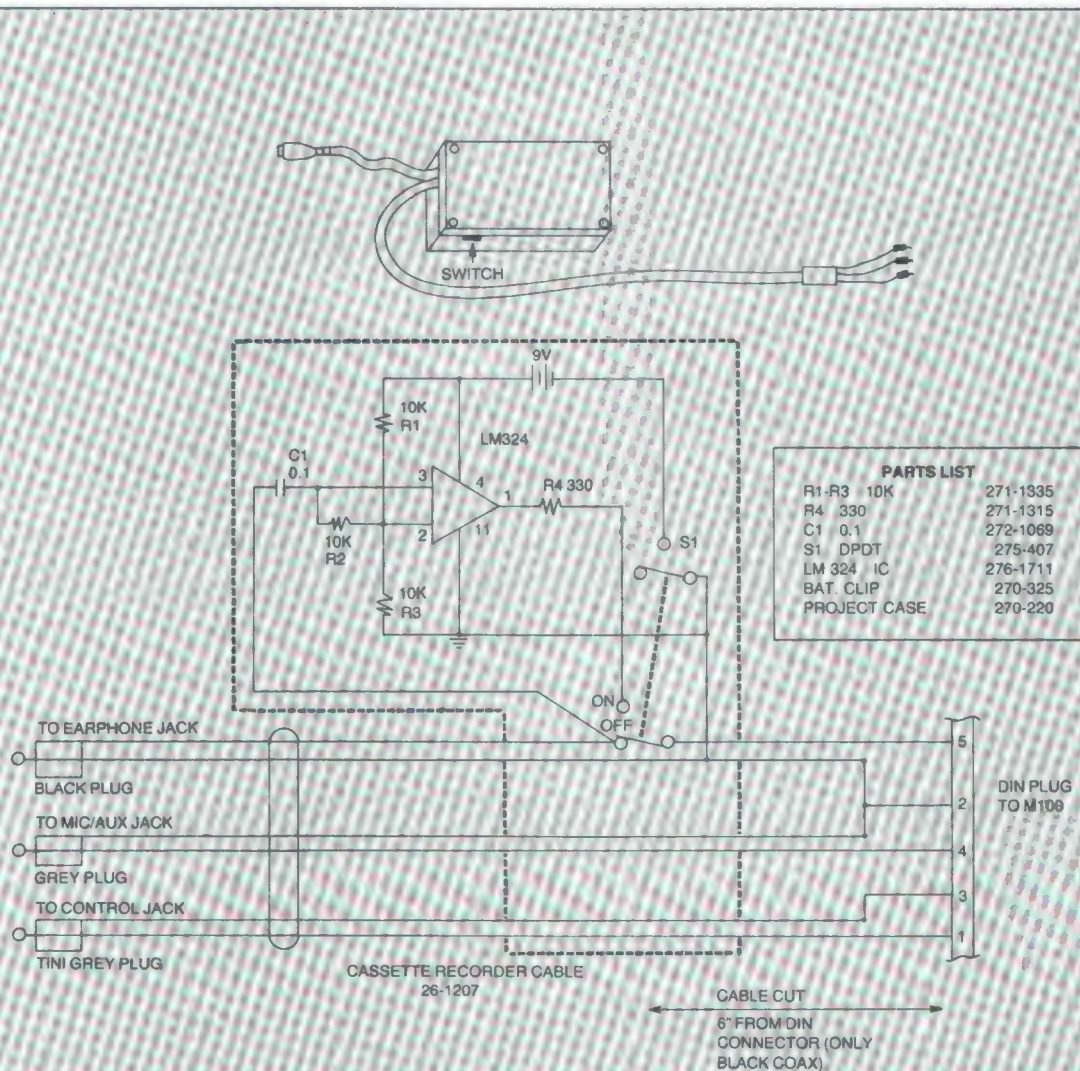 SWITCH
9V
10K
R1
LM324
C1
0.1
3
4
1
R4 330
2
11
10K
R2
S1
10K
R3
ON
OFF
PARTS LIST
R1-R3 10K 271-1335
R4 330 271-1315
C1 0.1 272-1069
S1 DPDT 275-407
LM 324 IC 276-1711
BAT. CLIP 270-325
PROJECT CASE 270-220
TO EARPHONE JACK
BLACK PLUG
TO MIC/AUX JACK
GREY PLUG
TO CONTROL JACK
TINI GREY PLUG
5
2
4
3
1
DIN PLUG
TO M100
CASSETTE RECORDER CABLE
26-1207
CABLE CUT
6" FROM DIN
CONNECTOR (ONLY
BLACK COAX)